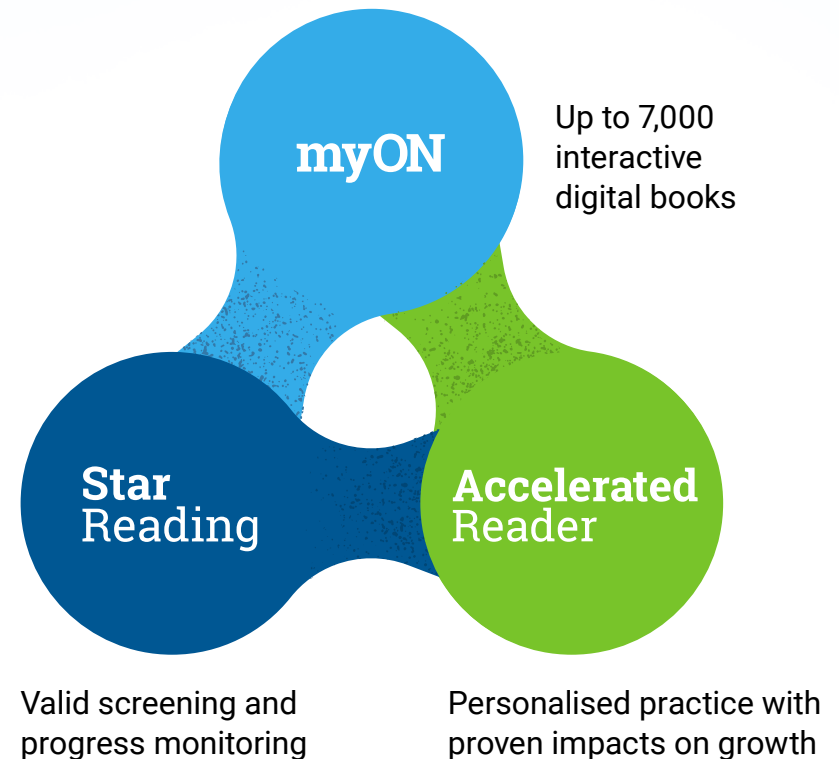 myON
Up to 7,000
interactive
digital books
Star
Reading
Accelerated
Reader
Valid screening and
progress monitoring
Personalised practice with
proven impacts on growth